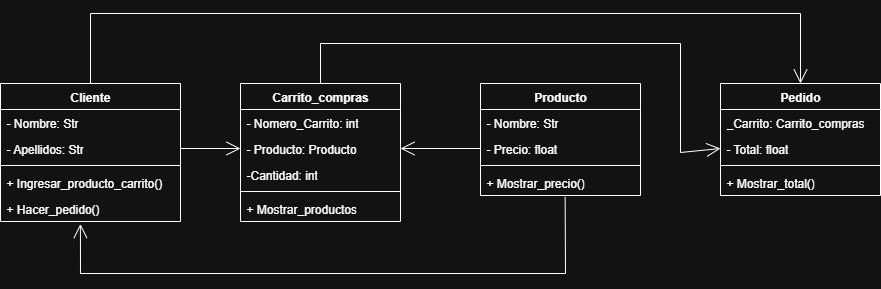 Cliente
- Nombre: Str
- Apellidos: Str
+ Ingresar_producto_carrito()
+ Hacer_pedido()
Carrito_compras
- Nomero_Carrito: int
- Producto: Producto
-Cantidad: int
+ Mostrar_productos
Producto
- Nombre: Str
- Precio: float
+ Mostrar_precio()
Pedido
_Carrito: Carrito_compras
- Total: float
+ Mostrar_total()